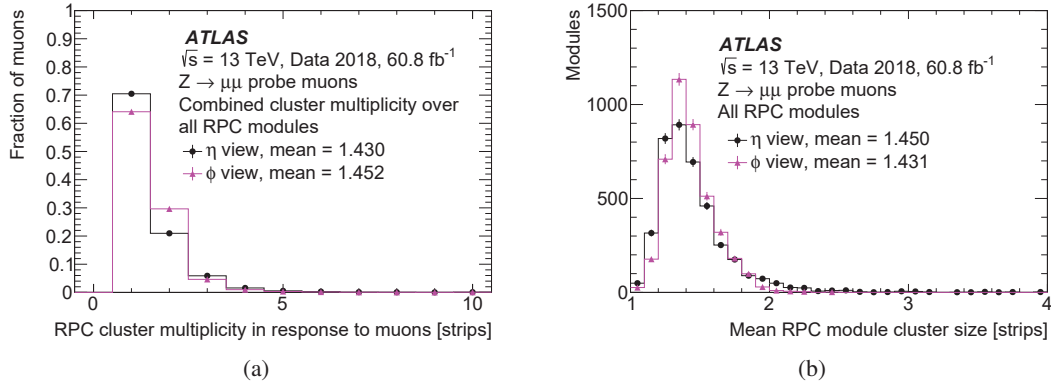 Fraction of muons
1
0.9
0.8
0.7
0.6
0.5
0.4
0.3
0.2
0.1
0
ATLAS
√s = 13 TeV, Data 2018, 60.8 fb⁻¹
Z → μμ probe muons
Combined cluster multiplicity over
all RPC modules
η view, mean = 1.430
ϕ view, mean = 1.452
0 5 10
RPC cluster multiplicity in response to muons [strips]
(a)
Modules
1500
1000
500
0
ATLAS
√s = 13 TeV, Data 2018, 60.8 fb⁻¹
Z → μμ probe muons
All RPC modules
η view, mean = 1.450
ϕ view, mean = 1.431
1 2 3 4
Mean RPC module cluster size [strips]
(b)